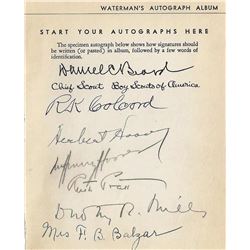 WATERMAN'S AUTOGRAPH ALBUM
START YOUR AUTOGRAPHS HERE
The specimen autograph below shows how signatures should be written (or pasted) in album, followed by a few words of identification.
Daniel C Beard
Chief Scout Boy Scouts of America
R K Colcord
Herbert Hoover
Hoover
Ruth Pratt
Dorothy R. Mills
Mrs F. B. Balzar